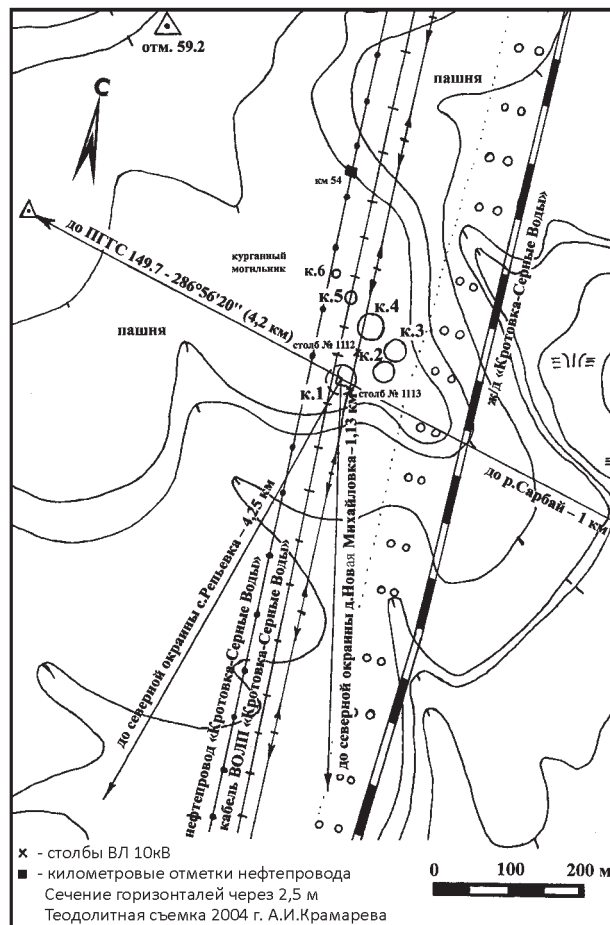 отм. 59.2
С
пашня
км 54
до ПГТС 149.7 - 286°56'20" (4,2 км)
курганный
могильник
к.6
к.5
к.4
к.3
пашня
столб № 1112
к.2
к.1
столб № 1113
ж/д «Кротовка-Серные Воды»
до р.Сарбай – 1 км
до северной окраины с.Репьевка – 4,25 км
до северной окраины д.Новая Михайловка–1,13 км
нефтепровод «Кротовка-Серные Воды»
кабель ВОЛП «Кротовка-Серные Воды»
x - столбы ВЛ 10кВ
■ - километровые отметки нефтепровода
Сечение горизонталей через 2,5 м
Теодолитная съемка 2004 г. А.И.Крамарева
0 100 200 м